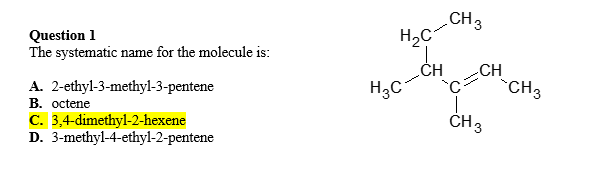 Question 1
The systematic name for the molecule is:
A. 2-ethyl-3-methyl-3-pentene
B. octene
C. 3,4-dimethyl-2-hexene
D. 3-methyl-4-ethyl-2-pentene
CH3
H2C
CH
CH
H3C
C
CH3
CH3